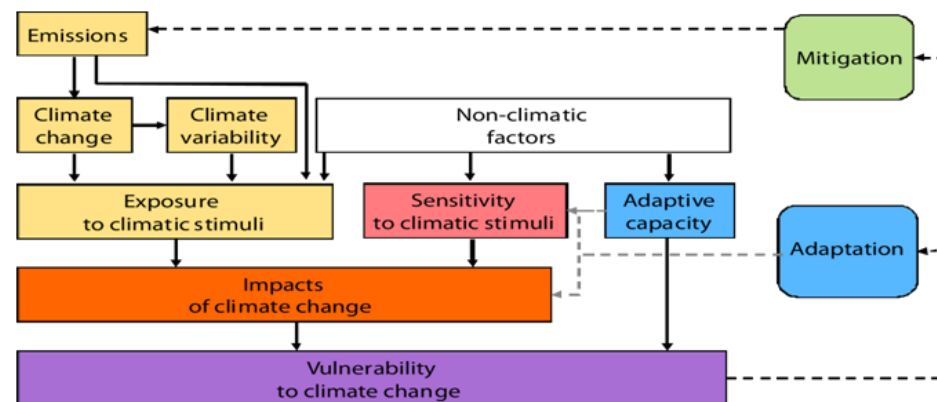 Emissions
Mitigation
Climate
change
Climate
variability
Non-climatic
factors
Exposure
to climatic stimuli
Sensitivity
to climatic stimuli
Adaptive
capacity
Adaptation
Impacts
of climate change
Vulnerability
to climate change